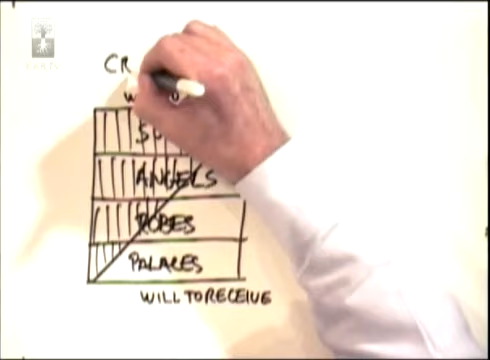 CR
ANGELS
ROBES
PALACES
WILL TO RECEIVE